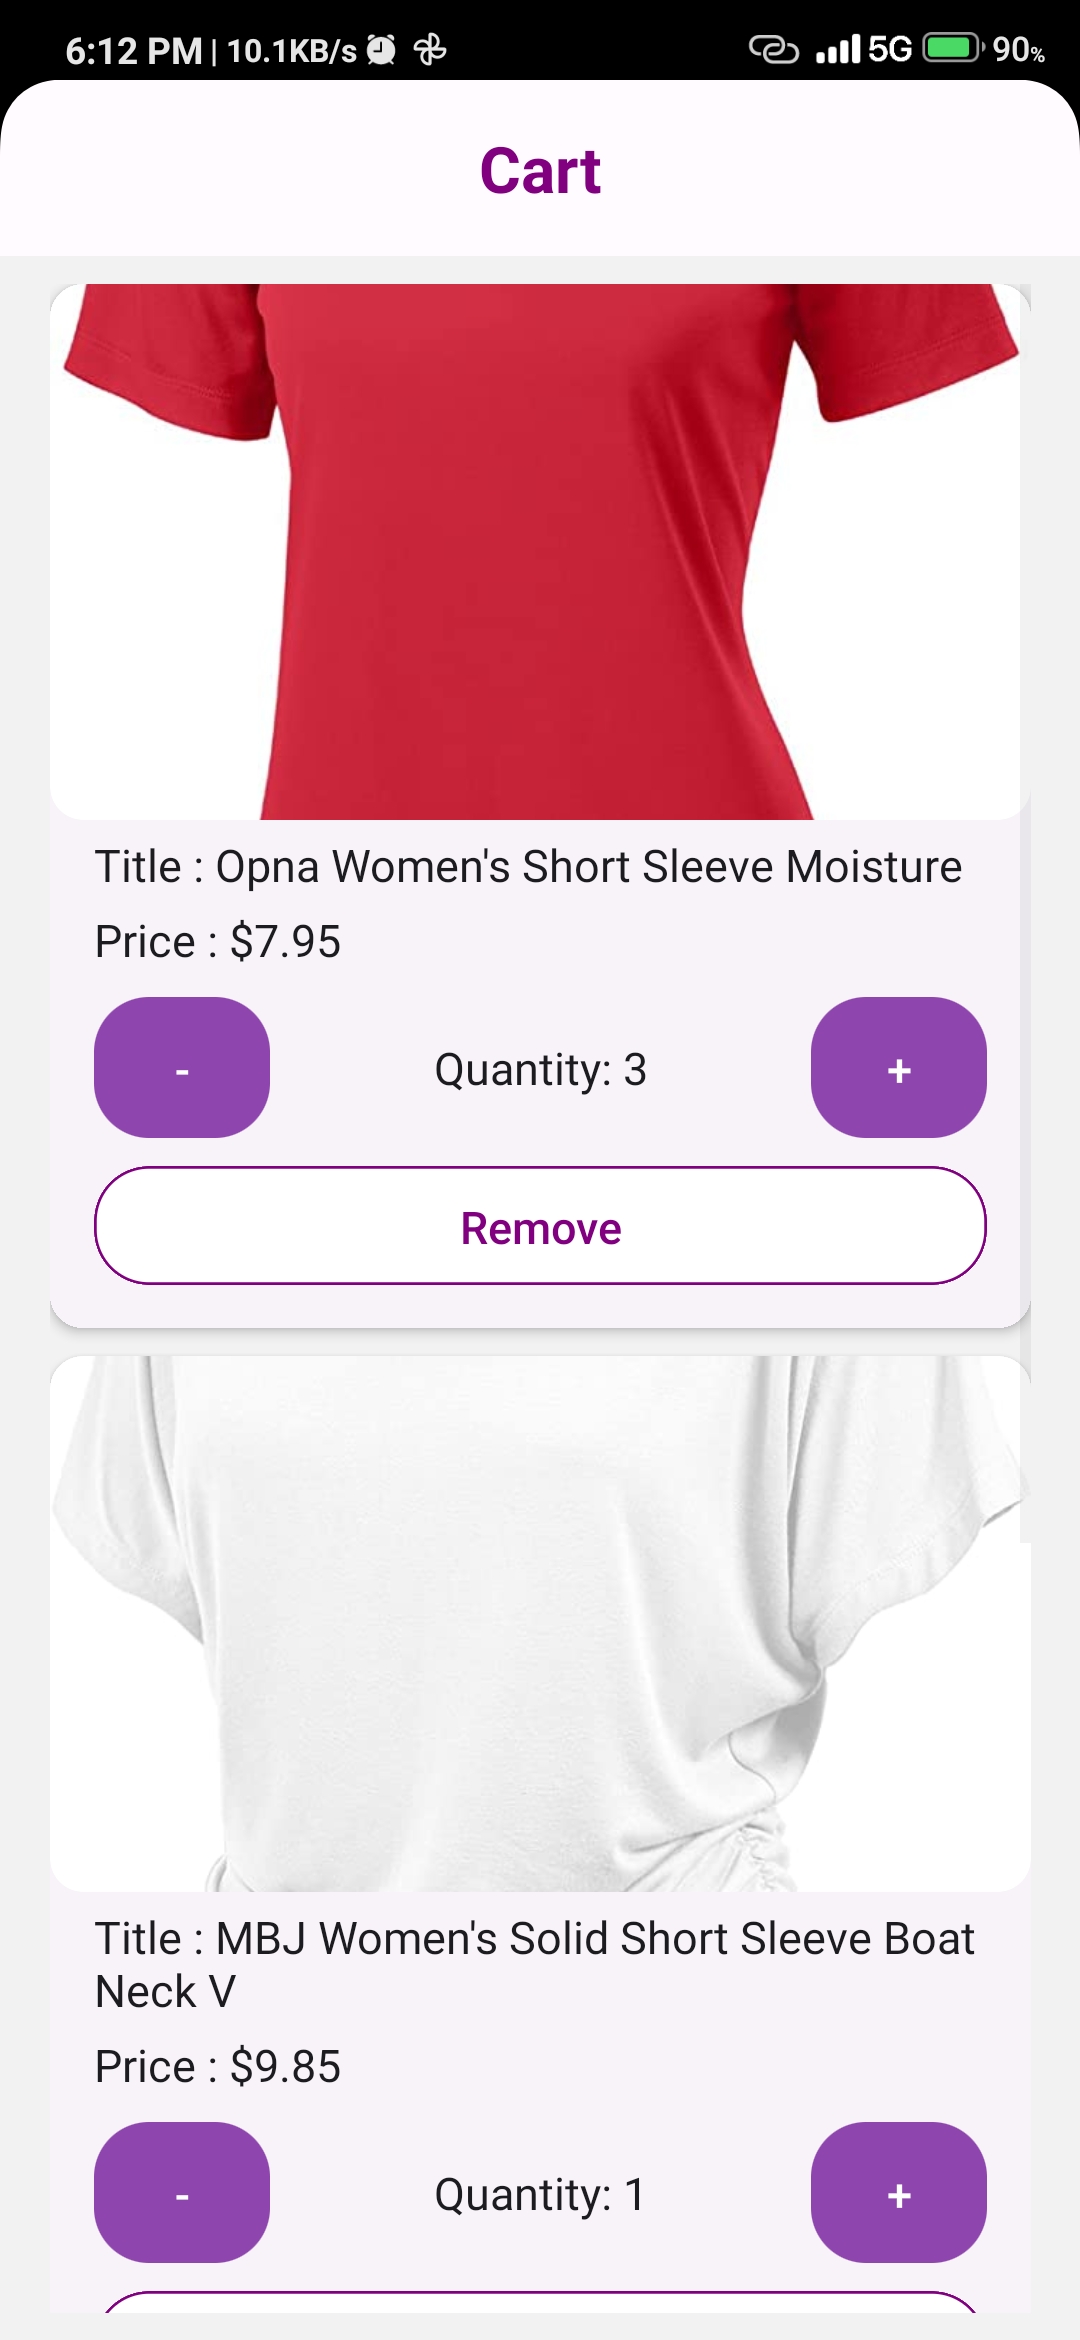 6:12 PM | 10.1KB/s 5G 90%
Cart
Title : Opna Women's Short Sleeve Moisture
Price : $7.95
- Quantity: 3 +
Remove
Title : MBJ Women's Solid Short Sleeve Boat
Neck V
Price : $9.85
- Quantity: 1 +